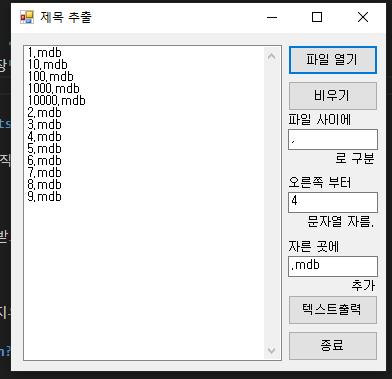 제목 추출
1.mdb
10.mdb
100.mdb
1000.mdb
10000.mdb
2.mdb
3.mdb
4.mdb
5.mdb
6.mdb
7.mdb
8.mdb
9.mdb
파일 열기
비우기
파일 사이에
,
로 구분
오른쪽 부터
4
문자열 자름.
자른 곳에
.mdb
추가
텍스트출력
종료